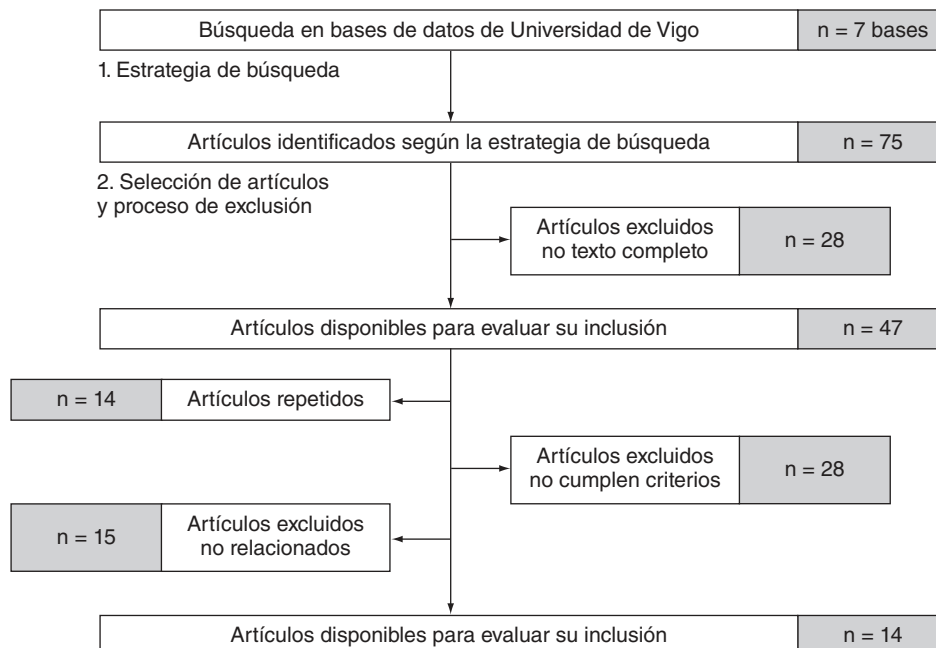 Búsqueda en bases de datos de Universidad de Vigo
n = 7 bases
1. Estrategia de búsqueda
Artículos identificados según la estrategia de búsqueda
n = 75
2. Selección de artículos
y proceso de exclusión
Artículos excluidos
no texto completo
n = 28
Artículos disponibles para evaluar su inclusión
n = 47
n = 14
Artículos repetidos
Artículos excluidos
no cumplen criterios
n = 28
n = 15
Artículos excluidos
no relacionados
Artículos disponibles para evaluar su inclusión
n = 14